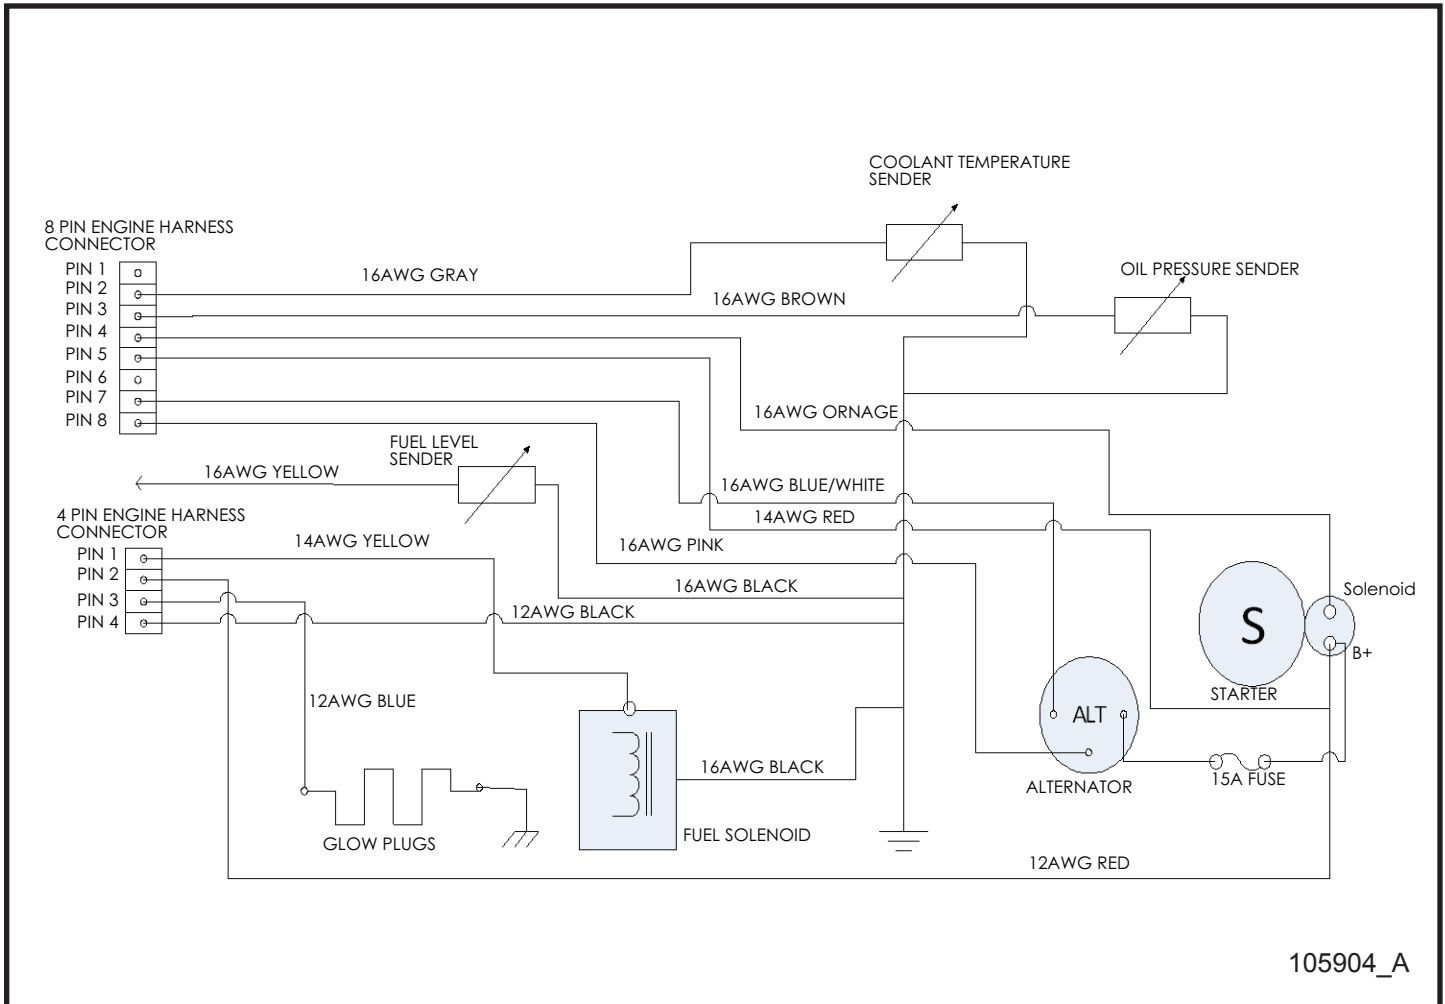 COOLANT TEMPERATURE
SENDER
8 PIN ENGINE HARNESS
CONNECTOR
OIL PRESSURE SENDER
PIN 1
16AWG GRAY
PIN 2
16AWG BROWN
PIN 3
PIN 4
PIN 5
PIN 6
PIN 7
16AWG ORNAGE
PIN 8
FUEL LEVEL
SENDER
16AWG YELLOW
16AWG BLUE/WHITE
4 PIN ENGINE HARNESS
CONNECTOR
14AWG RED
14AWG YELLOW
16AWG PINK
PIN 1
PIN 2
16AWG BLACK
Solenoid
PIN 3
12AWG BLACK
PIN 4
S
B+
STARTER
12AWG BLUE
ALT
16AWG BLACK
15A FUSE
ALTERNATOR
FUEL SOLENOID
GLOW PLUGS
12AWG RED
105904_A